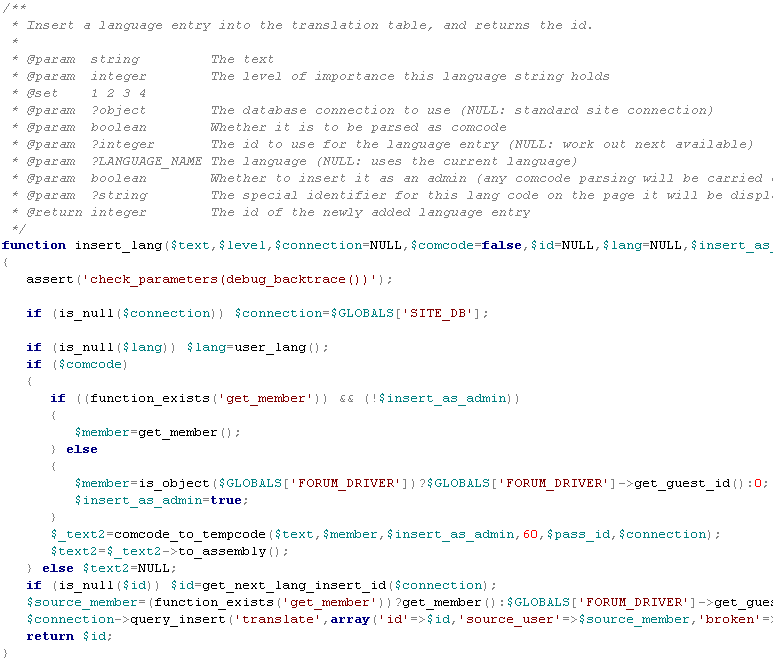 /**
 * Insert a language entry into the translation table, and returns the id.
 *
 * @param  string         The text
 * @param  integer        The level of importance this language string holds
 * @set    1 2 3 4
 * @param  ?object        The database connection to use (NULL: standard site connection)
 * @param  boolean        Whether it is to be parsed as comcode
 * @param  ?integer       The id to use for the language entry (NULL: work out next available)
 * @param  ?LANGUAGE_NAME The language (NULL: uses the current language)
 * @param  boolean        Whether to insert it as an admin (any comcode parsing will be carried
 * @param  ?string        The special identifier for this lang code on the page it will be displ
 * @return integer        The id of the newly added language entry
 */
function insert_lang($text,$level,$connection=NULL,$comcode=false,$id=NULL,$lang=NULL,$insert_as_
{
   assert('check_parameters(debug_backtrace())');
   if (is_null($connection)) $connection=$GLOBALS['SITE_DB'];
   if (is_null($lang)) $lang=user_lang();
   if ($comcode)
   {
      if ((function_exists('get_member')) && (!$insert_as_admin))
      {
         $member=get_member();
      } else
      {
         $member=is_object($GLOBALS['FORUM_DRIVER'])?$GLOBALS['FORUM_DRIVER']->get_guest_id():0;
         $insert_as_admin=true;
      }
      $_text2=comcode_to_tempcode($text,$member,$insert_as_admin,60,$pass_id,$connection);
      $text2=$_text2->to_assembly();
   } else $text2=NULL;
   if (is_null($id)) $id=get_next_lang_insert_id($connection);
   $source_member=(function_exists('get_member'))?get_member():$GLOBALS['FORUM_DRIVER']->get_gues
   $connection->query_insert('translate',array('id'=>$id,'source_user'=>$source_member,'broken'=>
   return $id;
}